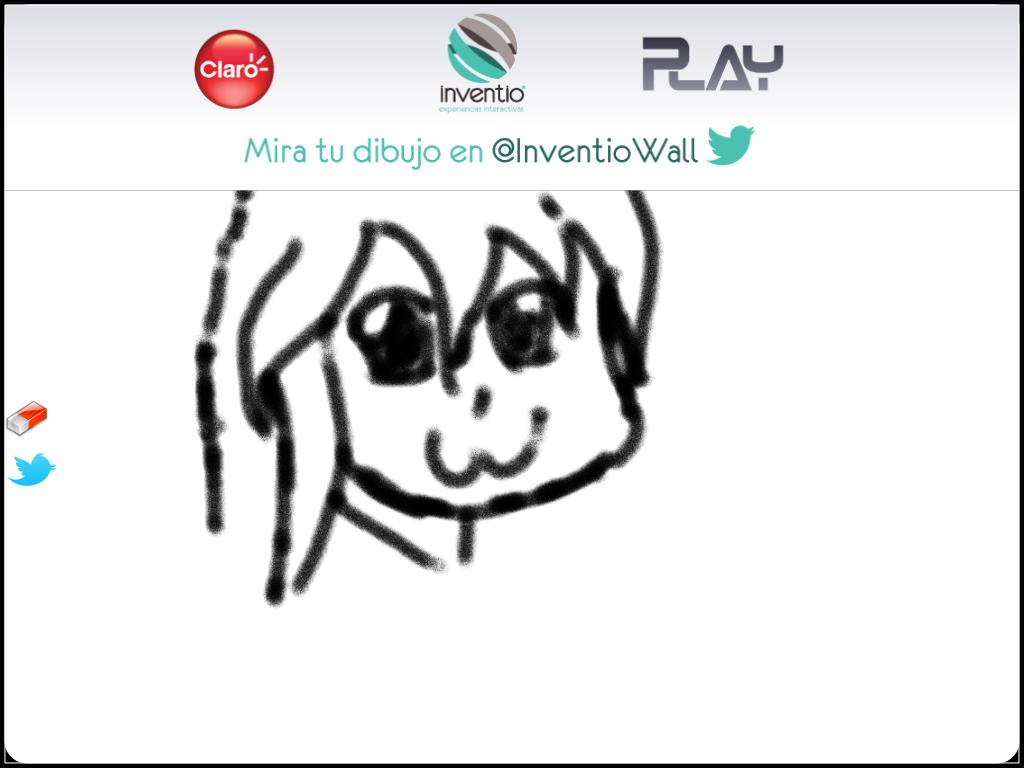 Claro
inventio
experiencias interactivas
PLAY
Mira tu dibujo en @InventioWall